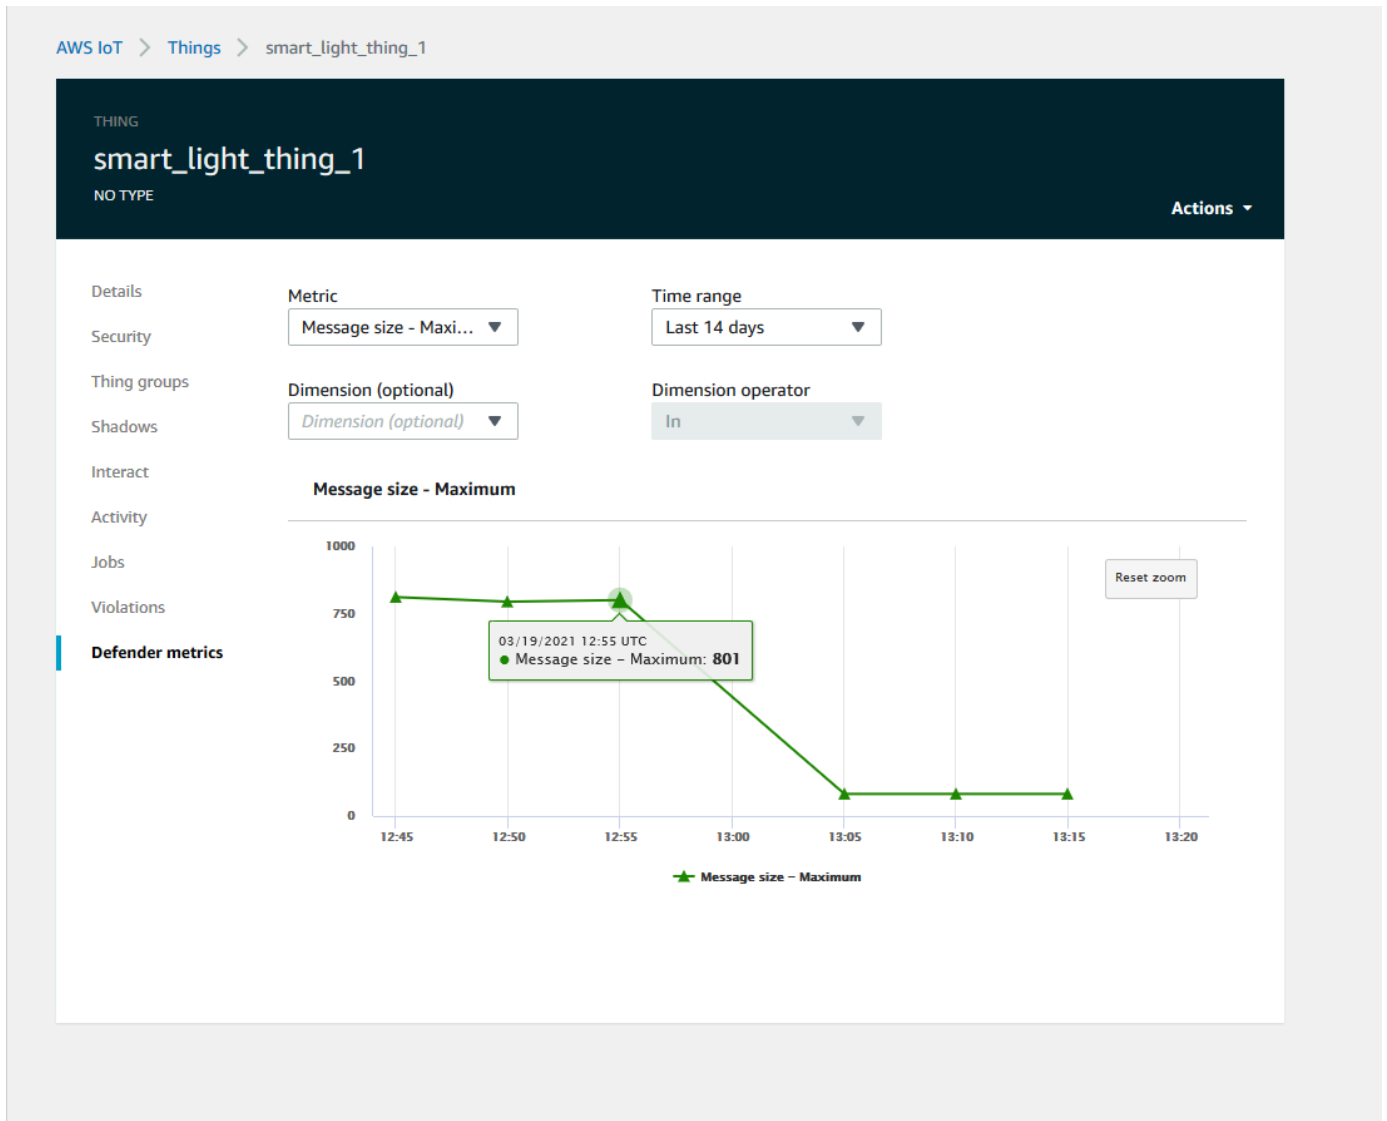 AWS IoT > Things > smart_light_thing_1
THING
smart_light_thing_1
NO TYPE
Actions
Details
Security
Thing groups
Shadows
Interact
Activity
Jobs
Violations
Defender metrics
Metric
Message size - Maxi...
Time range
Last 14 days
Dimension (optional)
Dimension (optional)
Dimension operator
In
Message size - Maximum
Reset zoom
1000
750
500
250
0
03/19/2021 12:55 UTC
Message size – Maximum: 801
12:45 12:50 12:55 13:00 13:05 13:10 13:15 13:20
Message size – Maximum